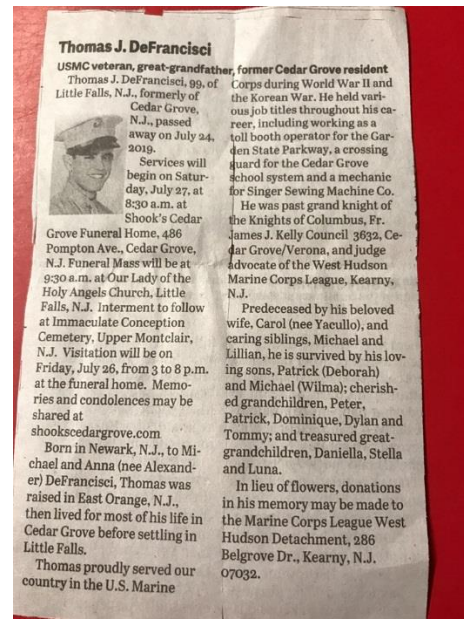 Thomas J. DeFrancisci
USMC veteran, great-grandfather, former Cedar Grove resident
Thomas J. DeFrancisci, 99, of
Little Falls, N.J., formerly of
Cedar Grove,
N.J., passed
away on July 24,
2019.
Services will
begin on Satur-
day, July 27, at
8:30 a.m. at
Shook's Cedar
Grove Funeral Home, 486
Pompton Ave., Cedar Grove,
N.J. Funeral Mass will be at
9:30 a.m. at Our Lady of the
Holy Angels Church, Little
Falls, N.J. Interment to follow
at Immaculate Conception
Cemetery, Upper Montclair,
N.J. Visitation will be on
Friday, July 26, from 3 to 8 p.m.
at the funeral home. Memo-
ries and condolences may be
shared at
shookscedargrove.com
Born in Newark, N.J., to Mi-
chael and Anna (nee Alexand-
er) DeFrancisci, Thomas was
raised in East Orange, N.J.,
then lived for most of his life in
Cedar Grove before settling in
Little Falls.
Thomas proudly served our
country in the U.S. Marine
Corps during World War II and
the Korean War. He held vari-
ous job titles throughout his ca-
reer, including working as a
toll booth operator for the Gar-
den State Parkway, a crossing
guard for the Cedar Grove
school system and a mechanic
for Singer Sewing Machine Co.
He was past grand knight of
the Knights of Columbus, Fr.
James J. Kelly Council 3632, Ce-
dar Grove/Verona, and judge
advocate of the West Hudson
Marine Corps League, Kearny,
N.J.
Predeceased by his beloved
wife, Carol (nee Yacullo), and
caring siblings, Michael and
Lillian, he is survived by his lov-
ing sons, Patrick (Deborah)
and Michael (Wilma); cherish-
ed grandchildren, Peter,
Patrick, Dominique, Dylan and
Tommy; and treasured great-
grandchildren, Daniella, Stella
and Luna.
In lieu of flowers, donations
in his memory may be made to
the Marine Corps League West
Hudson Detachment, 286
Belgrove Dr., Kearny, N.J.
07032.